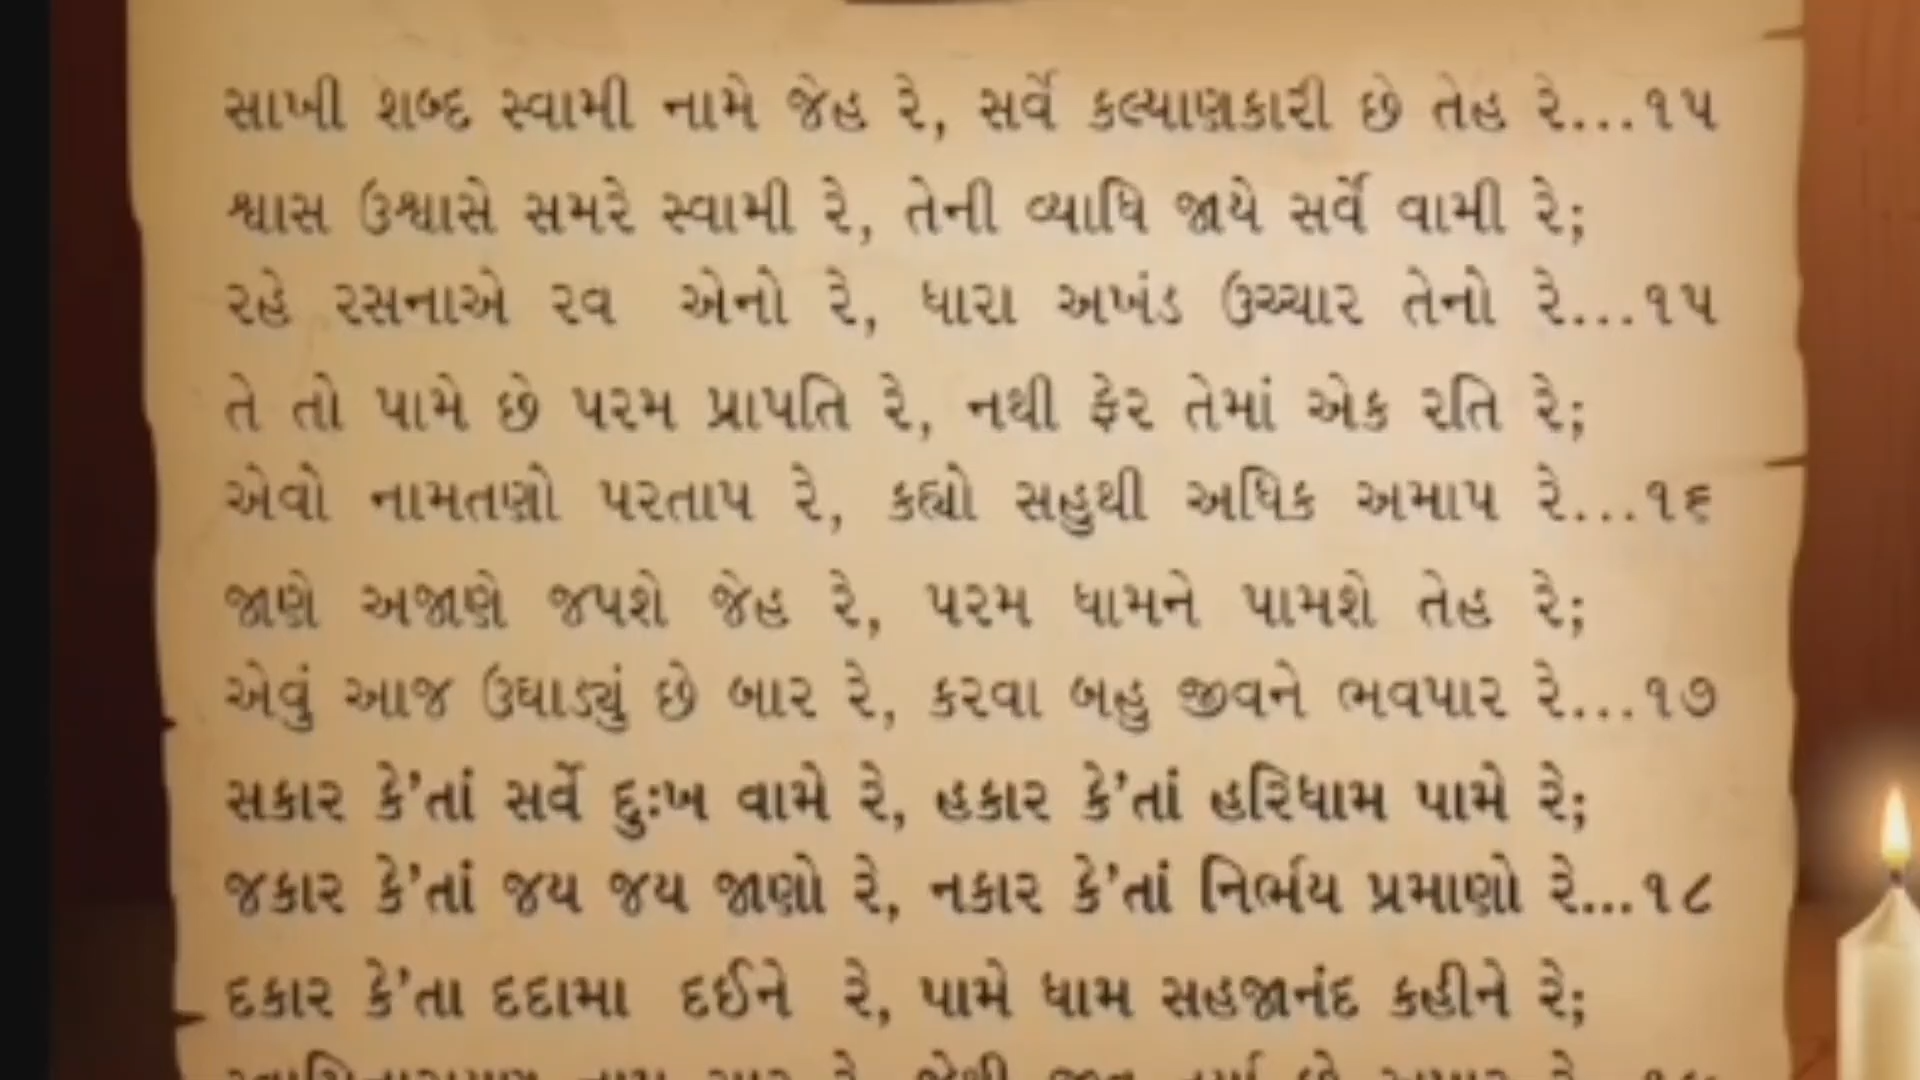 સાખી શબ્દ સ્વામી નામે જેહ રે, સર્વે કલ્યાણકારી છે તેહ રે...૧૫
શ્વાસ ઉશ્વાસે સમરે સ્વામી રે, તેની વ્યાધિ જાયે સર્વે વામી રે;
રહે રસનાએ રવ એનો રે, ધારા અખંડ ઉચ્ચાર તેનો રે...૧૫
તે તો પામે છે પરમ પ્રાપતિ રે, નથી ફેર તેમાં એક રતિ રે;
એવો નામતણો પરતાપ રે, કહ્યો સહુથી અધિક અમાપ રે...૧૬
જાણે અજાણે જપશે જેહ રે, પરમ ધામને પામશે તેહ રે;
એવું આજ ઉઘાડ્યું છે બાર રે, કરવા બહુ જીવને ભવપાર રે...૧૭
સકાર કે’તાં સર્વે દુઃખ વામે રે, હકાર કે’તાં હરિધામ પામે રે;
જકાર કે’તાં જય જય જાણો રે, નકાર કે’તાં નિર્ભય પ્રમાણો રે...૧૮
દકાર કે’તા દદામા દઈને રે, પામે ધામ સહજાનંદ કહીને રે;